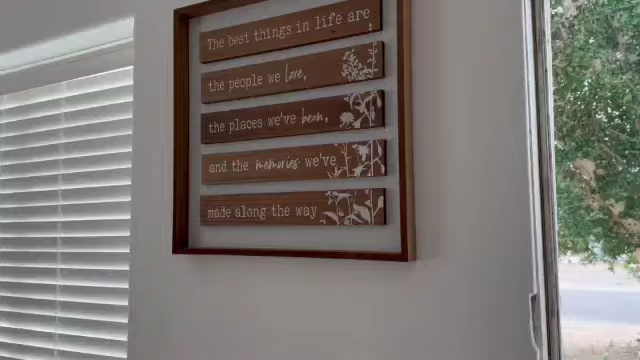 The best things in life are
the people we love,
the places we've been,
and the memories we've
made along the way